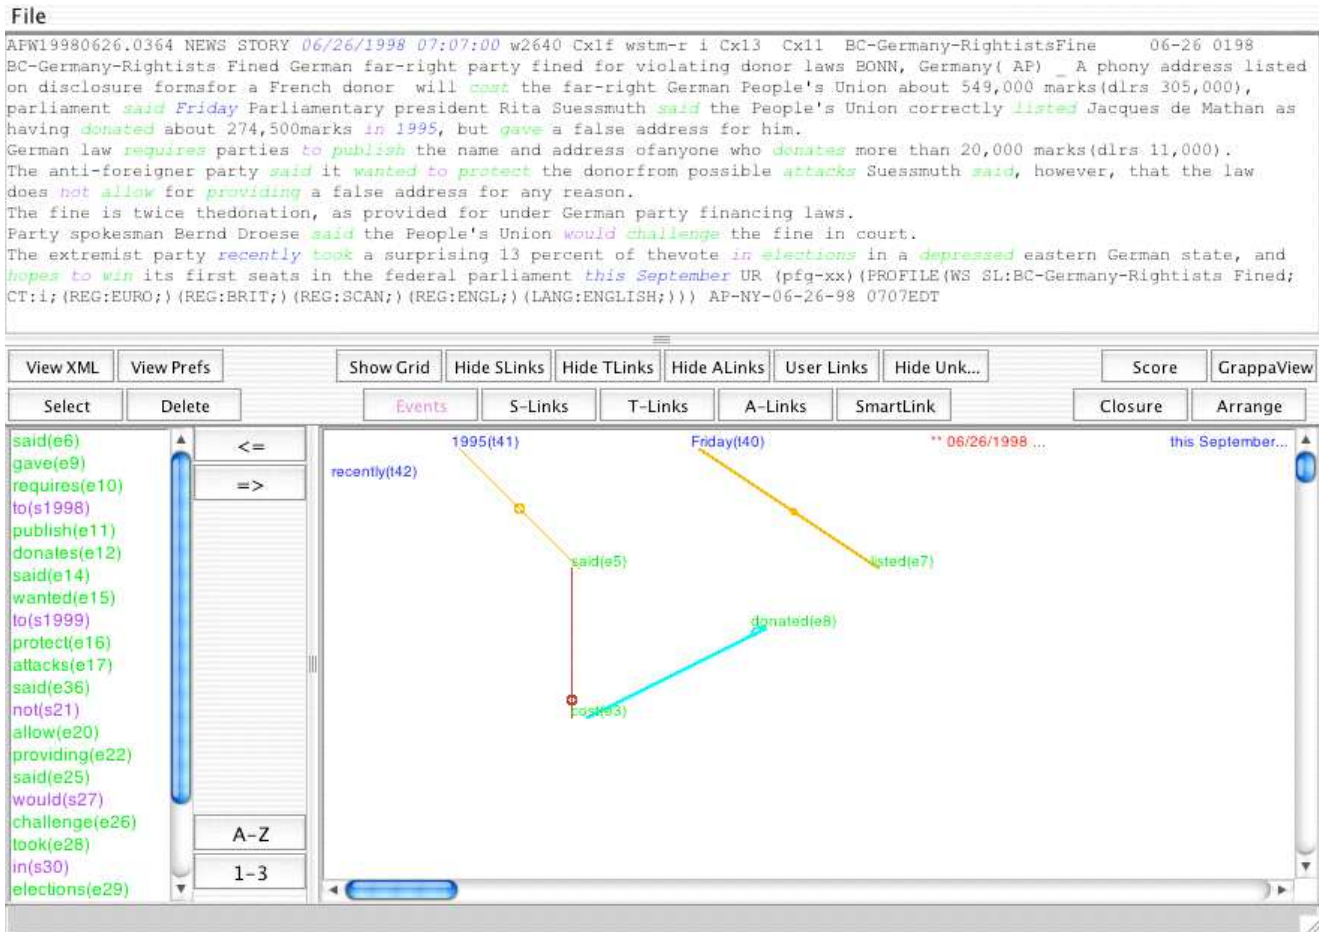 File
APW19980626.0364 NEWS STORY 06/26/1998 07:07:00 w2640 Cx1f wstm-r i Cx13 Cx11 BC-Germany-RightistsFine 06-26 0198
BC-Germany-Rightists Fined German far-right party fined for violating donor laws BONN, Germany( AP) _ A phony address listed
on disclosure formsfor a French donor will cost the far-right German People's Union about 549,000 marks(dlrs 305,000),
parliament said Friday Parliamentary president Rita Suessmuth said the People's Union correctly listed Jacques de Mathan as
having donated about 274,500marks in 1995, but gave a false address for him.
German law requires parties to publish the name and address ofanyone who donates more than 20,000 marks(dlrs 11,000).
The anti-foreigner party said it wanted to protect the donorfrom possible attacks Suessmuth said, however, that the law
does not allow for providing a false address for any reason.
The fine is twice thedonation, as provided for under German party financing laws.
Party spokesman Bernd Droese said the People's Union would challenge the fine in court.
The extremist party recently took a surprising 13 percent of thevote in elections in a depressed eastern German state, and
hopes to win its first seats in the federal parliament this September UR (pfg-xx)(PROFILE(WS SL:BC-Germany-Rightists Fined;
CT:i;(REG:EURO;)(REG:BRIT;)(REG:SCAN;)(REG:ENGL;)(LANG:ENGLISH;))) AP-NY-06-26-98 0707EDT
View XML View Prefs Show Grid Hide SLinks Hide TLinks Hide ALinks User Links Hide Unk... Score GrappaView
Select Delete Events S-Links T-Links A-Links SmartLink Closure Arrange
said(e6)
gave(e9)
requires(e10)
to(s1998)
publish(e11)
donates(e12)
said(e14)
wanted(e15)
to(s1999)
protect(e16)
attacks(e17)
said(e36)
not(s21)
allow(e20)
providing(e22)
said(e25)
would(s27)
challenge(e26)
took(e28)
in(s30)
elections(e29)
<=
=>
A-Z
1-3
1995(t41) Friday(t40) ** 06/26/1998 ... this September...
recently(t42)
said(e5) listed(e7)
donated(e8)
cost(e3)